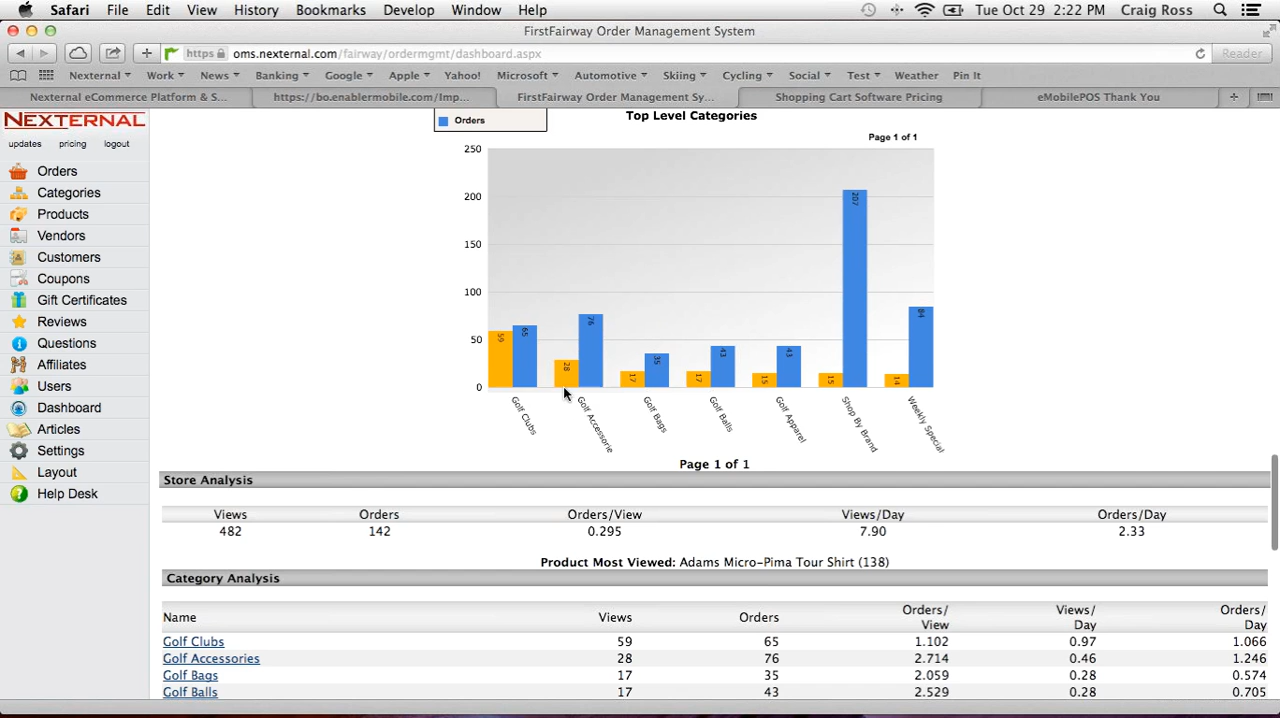 Safari File Edit View History Bookmarks Develop Window Help Tue Oct 29 2:22 PM Craig Ross
FirstFairway Order Management System
https oms.nexternal.com/fairway/ordermgmt/dashboard.aspx Reader
Nexternal Work News Banking Google Apple Yahoo! Microsoft Automotive Skiing Cycling Social Test Weather Pin It
Nexternal eCommerce Platform & S... https://bo.enablermobile.com/Imp... FirstFairway Order Management Sy... Shopping Cart Software Pricing eMobilePOS Thank You
NEXTERNAL
updates pricing logout
Orders
Categories
Products
Vendors
Customers
Coupons
Gift Certificates
Reviews
Questions
Affiliates
Users
Dashboard
Articles
Settings
Layout
Help Desk
Orders
Top Level Categories
Page 1 of 1
250
200
150
100
50
0
59 65 28 76 17 35 17 43 15 43 15 207 14 84
Golf Clubs
Golf Accessorie
Golf Bags
Golf Balls
Golf Apparel
Shop By Brand
Weekly Special
Page 1 of 1
Store Analysis
Views Orders Orders/View Views/Day Orders/Day
482 142 0.295 7.90 2.33
Product Most Viewed: Adams Micro-Pima Tour Shirt (138)
Category Analysis
Name Views Orders Orders/View Views/Day Orders/Day
Golf Clubs 59 65 1.102 0.97 1.066
Golf Accessories 28 76 2.714 0.46 1.246
Golf Bags 17 35 2.059 0.28 0.574
Golf Balls 17 43 2.529 0.28 0.705